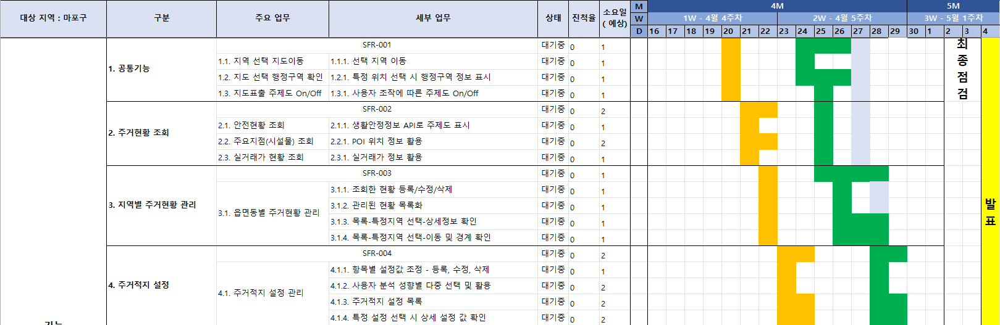 대상 지역 : 마포구 구분 주요 업무 세부 업무 상태 진척율 소요일 ( 예상) M 4M 5M
W 1W - 4월 4주차 2W - 4월 5주차 3W - 5월 1주차
D 16 17 18 19 20 21 22 23 24 25 26 27 28 29 30 1 2 3 4
SFR-001 대기중 0 1
1. 공통기능
1.1. 지역 선택 지도이동 1.1.1. 선택 지역 이동 대기중 0 1
1.2. 지도 선택 행정구역 확인 1.2.1. 특정 위치 선택 시 행정구역 정보 표시 대기중 0 1
1.3. 지도표출 주제도 On/Off 1.3.1. 사용자 조작에 따른 주제도 On/Off 대기중 0 1
최
종
점
검
SFR-002 대기중 0 2
2. 주거현황 조회
2.1. 안전현황 조회 2.1.1. 생활안정정보 API로 주제도 표시 대기중 0 1
2.2. 주요지점(시설물) 조회 2.2.1. POI 위치 정보 활용 대기중 0 2
2.3. 실거래가 현황 조회 2.3.1. 실거래가 정보 활용 대기중 0 1
SFR-003 대기중 0 1
3. 지역별 주거현황 관리
3.1. 읍면동별 주거현황 관리
3.1.1. 조회한 현황 등록/수정/삭제 대기중 0 1
3.1.2. 관리된 현황 목록화 대기중 0 1
3.1.3. 목록-특정지역 선택-상세정보 확인 대기중 0 1
3.1.4. 목록-특정지역 선택-이동 및 경계 확인 대기중 0 1
발
표
SFR-004 대기중 0 2
4. 주거적지 설정
4.1. 주거적지 설정 관리
4.1.1. 항목별 설정값 조정 - 등록, 수정, 삭제 대기중 0 1
4.1.2. 사용자 분석 성향별 다중 선택 및 활용 대기중 0 2
4.1.3. 주거적지 설정 목록 대기중 0 2
4.1.4. 특정 설정 선택 시 상세 설정 값 확인 대기중 0 2